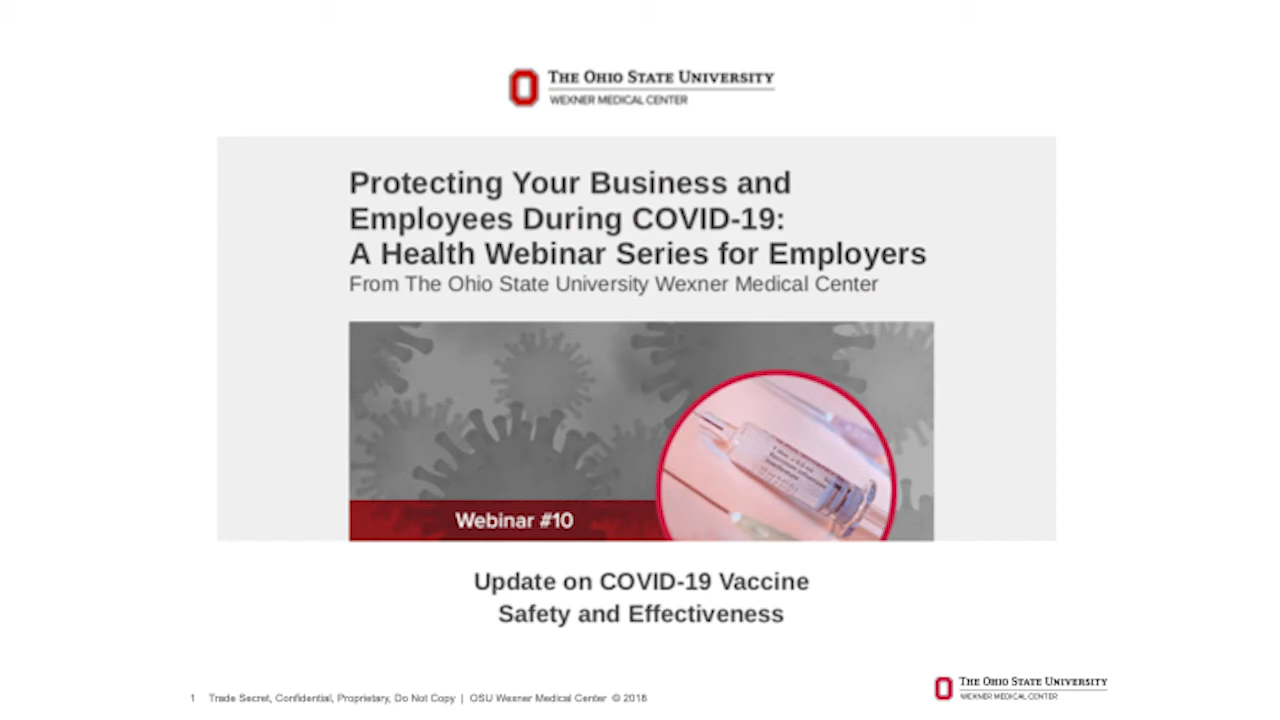 THE OHIO STATE UNIVERSITY
WEXNER MEDICAL CENTER
Protecting Your Business and
Employees During COVID-19:
A Health Webinar Series for Employers
From The Ohio State University Wexner Medical Center
Webinar #10
Update on COVID-19 Vaccine
Safety and Effectiveness
1 Trade Secret, Confidential, Proprietary, Do Not Copy | OSU Wexner Medical Center © 2018
THE OHIO STATE UNIVERSITY
WEXNER MEDICAL CENTER